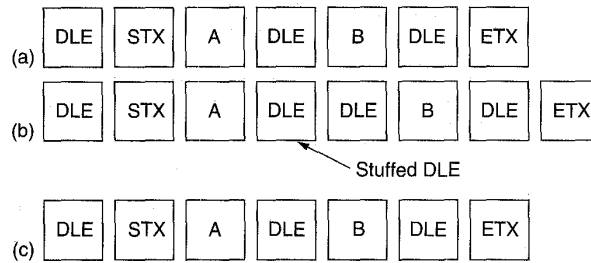 (a) DLE STX A DLE B DLE ETX
(b) DLE STX A DLE DLE B DLE ETX
Stuffed DLE
(c) DLE STX A DLE B DLE ETX